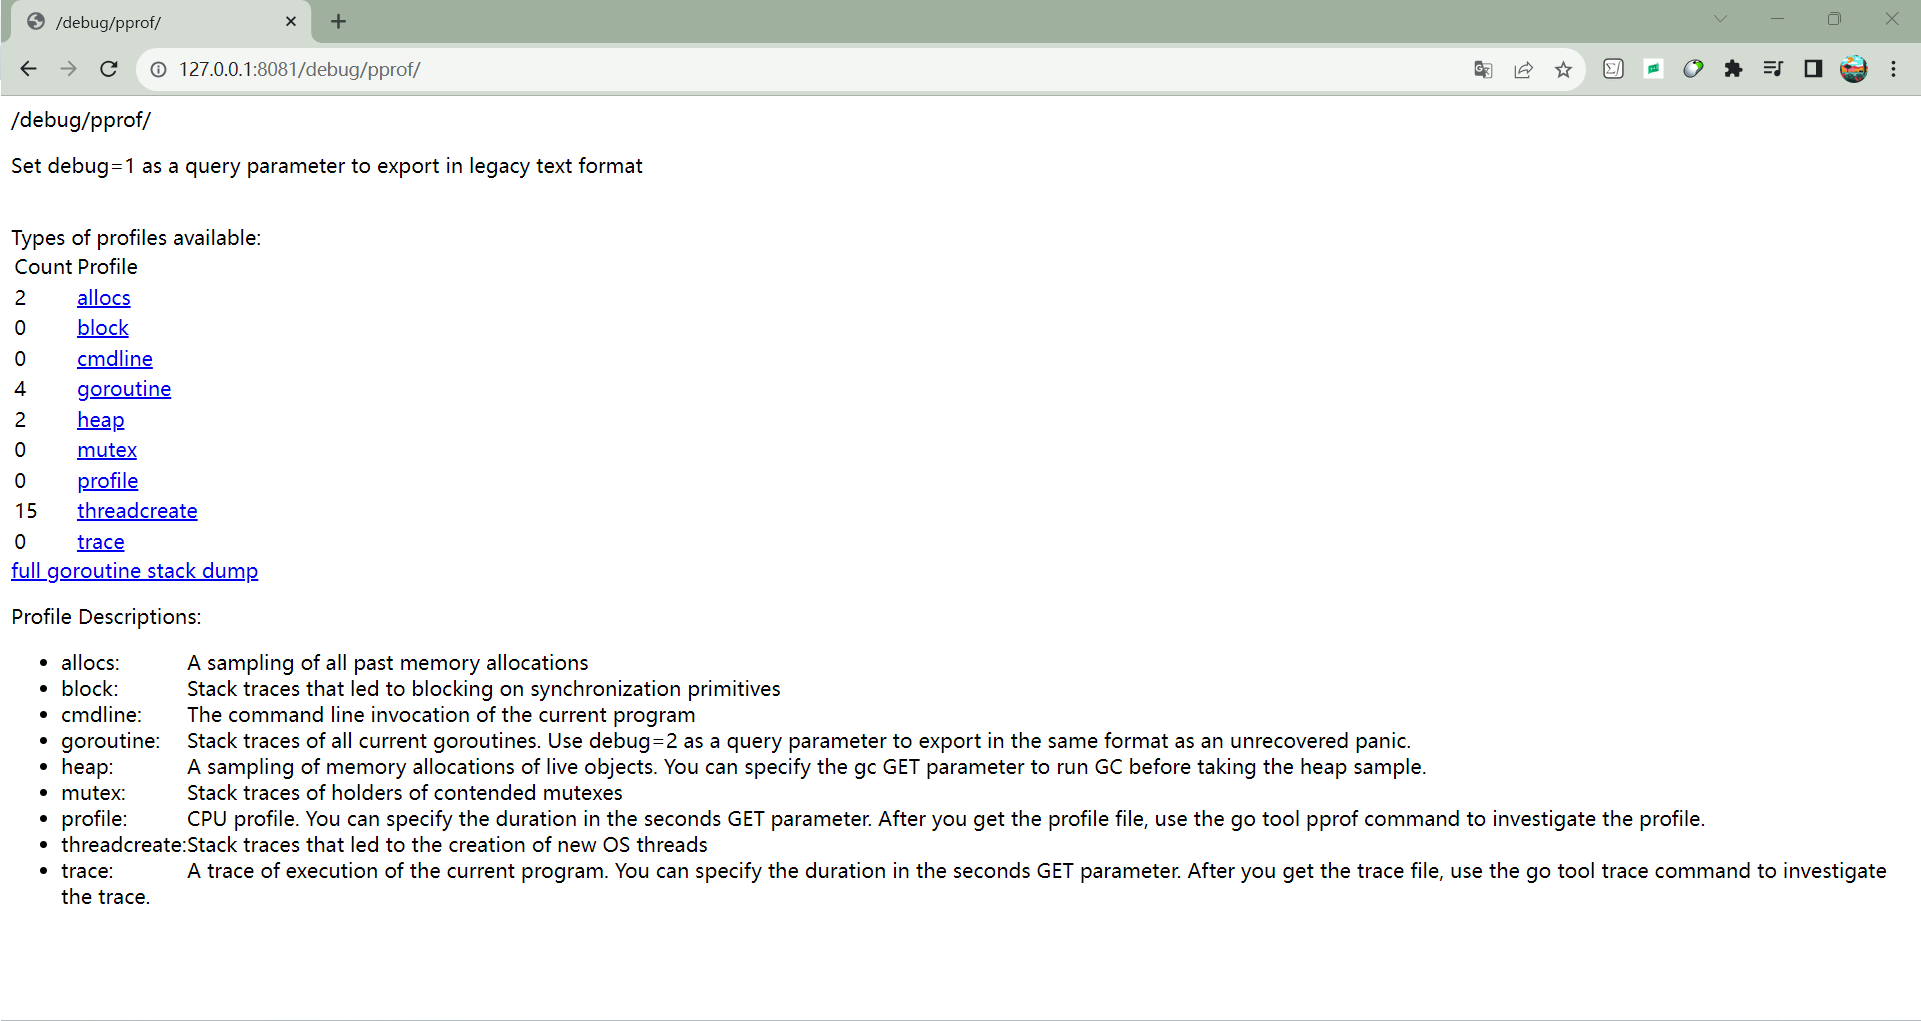 /debug/pprof/
127.0.0.1:8081/debug/pprof/
/debug/pprof/
Set debug=1 as a query parameter to export in legacy text format
Types of profiles available:
Count Profile
2 allocs
0 block
0 cmdline
4 goroutine
2 heap
0 mutex
0 profile
15 threadcreate
0 trace
full goroutine stack dump
Profile Descriptions:
• allocs: A sampling of all past memory allocations
• block: Stack traces that led to blocking on synchronization primitives
• cmdline: The command line invocation of the current program
• goroutine: Stack traces of all current goroutines. Use debug=2 as a query parameter to export in the same format as an unrecovered panic.
• heap: A sampling of memory allocations of live objects. You can specify the gc GET parameter to run GC before taking the heap sample.
• mutex: Stack traces of holders of contended mutexes
• profile: CPU profile. You can specify the duration in the seconds GET parameter. After you get the profile file, use the go tool pprof command to investigate the profile.
• threadcreate:Stack traces that led to the creation of new OS threads
• trace: A trace of execution of the current program. You can specify the duration in the seconds GET parameter. After you get the trace file, use the go tool trace command to investigate
the trace.